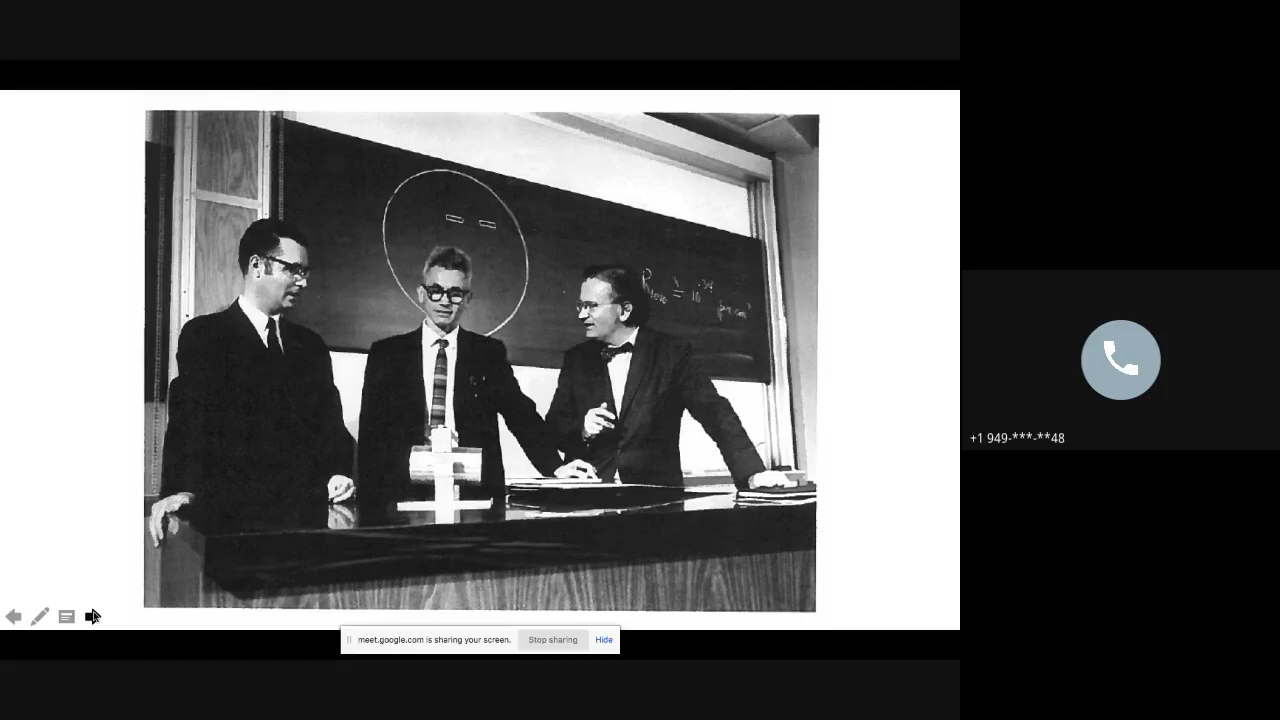 +1 949-***-**48
meet.google.com is sharing your screen.
Stop sharing
Hide